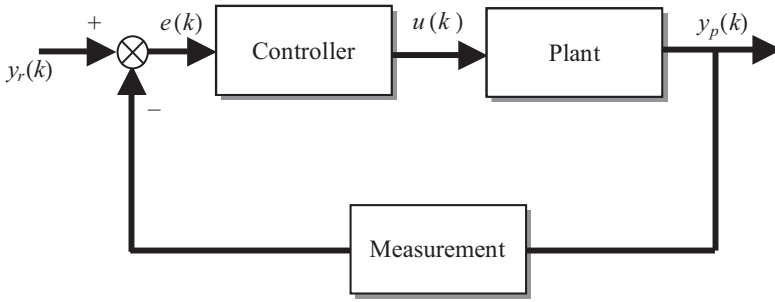 +
e(k)
Controller
u(k)
Plant
y_p(k)
y_r(k)
−
Measurement